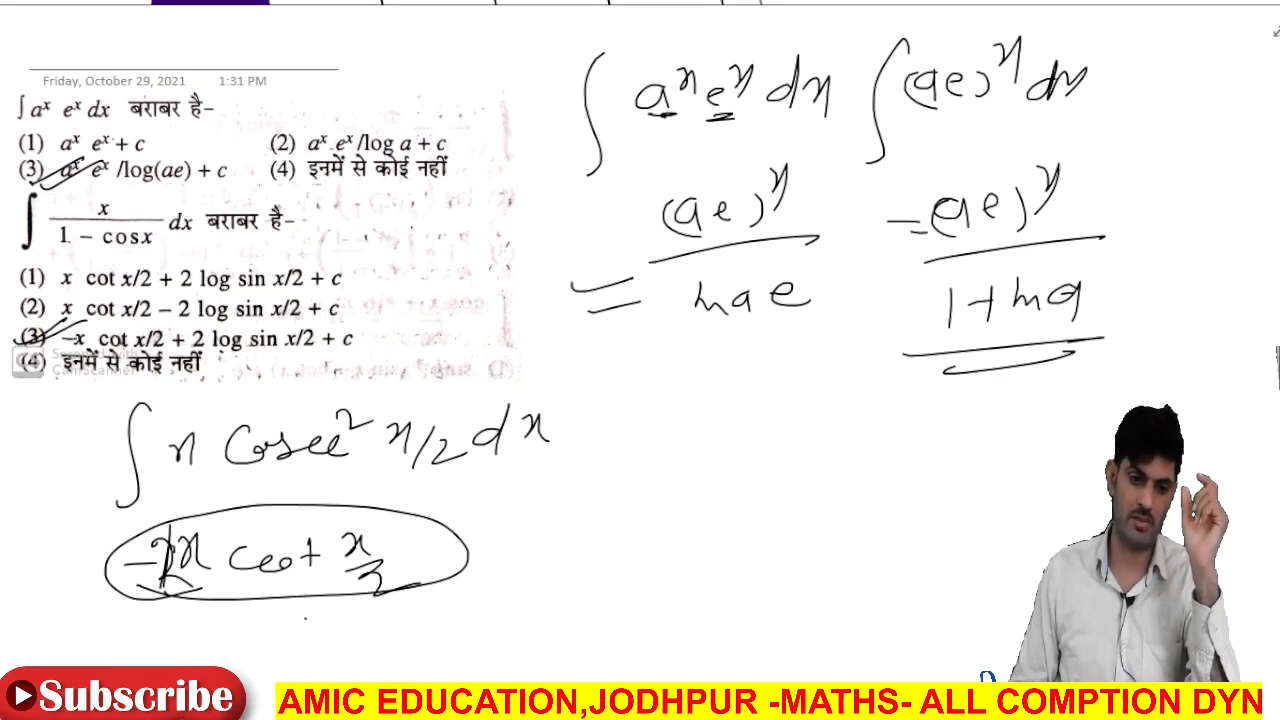 Friday, October 29, 2021 1:31 PM
∫ aˣ eˣ dx बराबर है–
(1) aˣ eˣ + c (2) aˣ eˣ/log a + c
(3) aˣ eˣ /log(ae) + c (4) इनमें से कोई नहीं
∫ x / 1 – cosx dx बराबर है–
(1) x cot x/2 + 2 log sin x/2 + c
(2) x cot x/2 – 2 log sin x/2 + c
(3) –x cot x/2 + 2 log sin x/2 + c
(4) इनमें से कोई नहीं
∫ aˣ eˣ dx ∫ (ae)ˣ dx
(ae)ˣ = (ae)ˣ
= ln a e 1 + ln a
∫ x cosec² x/2 dx
x cot x/2
Subscribe
AMIC EDUCATION,JODHPUR -MATHS- ALL COMPTION DYN